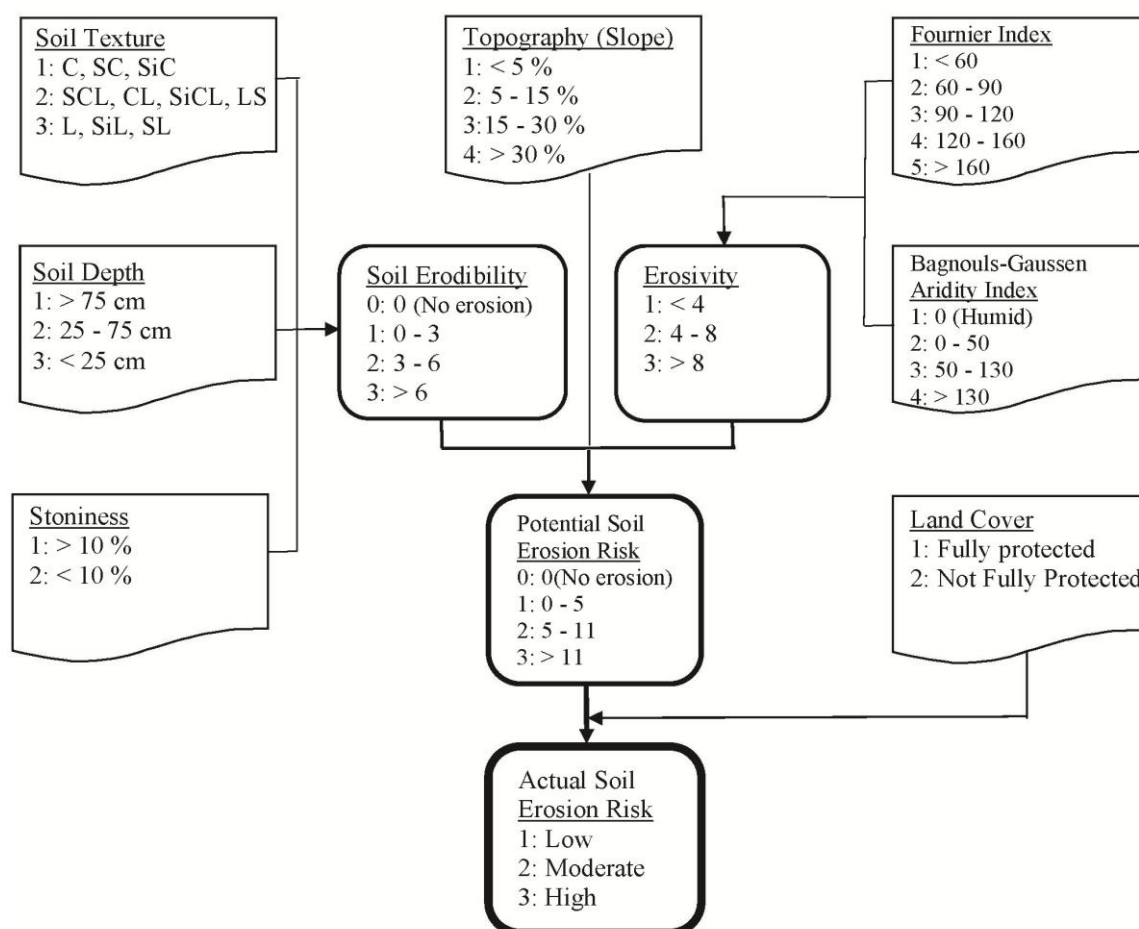 Soil Texture
1: C, SC, SiC
2: SCL, CL, SiCL, LS
3: L, SiL, SL
Topography (Slope)
1: < 5 %
2: 5 - 15 %
3:15 - 30 %
4: > 30 %
Fournier Index
1: < 60
2: 60 - 90
3: 90 - 120
4: 120 - 160
5: > 160
Soil Depth
1: > 75 cm
2: 25 - 75 cm
3: < 25 cm
Soil Erodibility
0: 0 (No erosion)
1: 0 - 3
2: 3 - 6
3: > 6
Erosivity
1: < 4
2: 4 - 8
3: > 8
Bagnouls-Gaussen
Aridity Index
1: 0 (Humid)
2: 0 - 50
3: 50 - 130
4: > 130
Stoniness
1: > 10 %
2: < 10 %
Potential Soil
Erosion Risk
0: 0(No erosion)
1: 0 - 5
2: 5 - 11
3: > 11
Land Cover
1: Fully protected
2: Not Fully Protected
Actual Soil
Erosion Risk
1: Low
2: Moderate
3: High